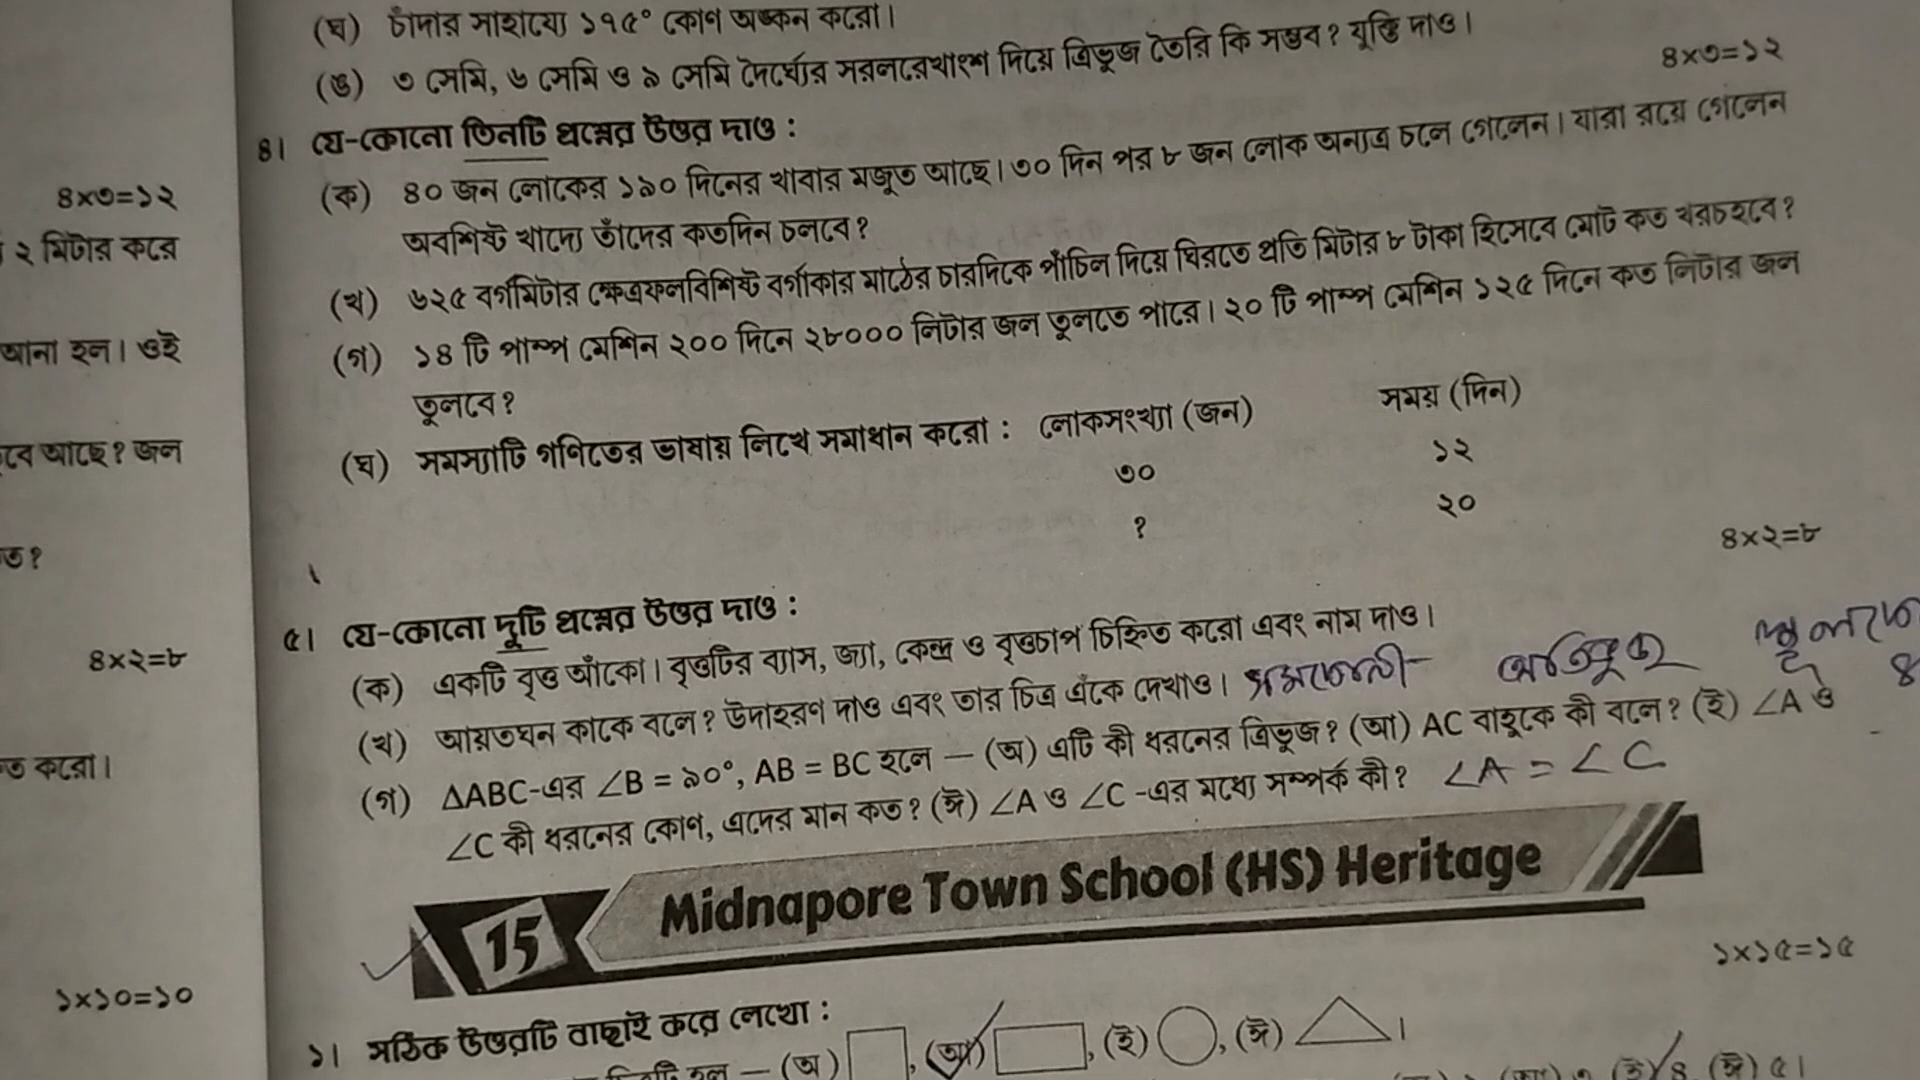 (ঘ) চাঁদার সাহায্যে ১৭৫° কোণ অঙ্কন করো।
(ঙ) ৩ সেমি, ৬ সেমি ও ৯ সেমি দৈর্ঘ্যের সরলরেখাংশ দিয়ে ত্রিভুজ তৈরি কি সম্ভব? যুক্তি দাও।
৪। যে-কোনো তিনটি প্রশ্নের উত্তর দাও : ৪×৩=১২
(ক) ৪০ জন লোকের ১৯০ দিনের খাবার মজুত আছে। ৩০ দিন পর ৮ জন লোক অন্যত্র চলে গেলেন। যারা রয়ে গেলেন
অবশিষ্ট খাদ্যে তাঁদের কতদিন চলবে?
(খ) ৬২৫ বর্গমিটার ক্ষেত্রফলবিশিষ্ট বর্গাকার মাঠের চারদিকে পাঁচিল দিয়ে ঘিরতে প্রতি মিটার ৮ টাকা হিসেবে মোট কত খরচহবে?
(গ) ১৪ টি পাম্প মেশিন ২০০ দিনে ২৮০০০ লিটার জল তুলতে পারে। ২০ টি পাম্প মেশিন ১২৫ দিনে কত লিটার জল
তুলবে?
(ঘ) সমস্যাটি গণিতের ভাষায় লিখে সমাধান করো : লোকসংখ্যা (জন) সময় (দিন)
৩০ ১২
? ২০
৫। যে-কোনো দুটি প্রশ্নের উত্তর দাও : ৪×২=৮
(ক) একটি বৃত্ত আঁকো। বৃত্তটির ব্যাস, জ্যা, কেন্দ্র ও বৃত্তচাপ চিহ্নিত করো এবং নাম দাও।
(খ) আয়তঘন কাকে বলে? উদাহরণ দাও এবং তার চিত্র এঁকে দেখাও। অতিভুজ
(গ) ∆ABC-এর ∠B = ৯০°, AB = BC হলে — (অ) এটি কী ধরনের ত্রিভুজ? (আ) AC বাহুকে কী বলে? (ই) ∠A ও
∠C কী ধরনের কোণ, এদের মান কত? (ঈ) ∠A ও ∠C -এর মধ্যে সম্পর্ক কী? ∠A = ∠C
15 Midnapore Town School (HS) Heritage
১। সঠিক উত্তরটি বাছাই করে লেখো : ১×১৫=১৫
হল — (অ) , (আ) , (ই) , (ঈ) ।
(ই) ৪ (ঈ) ৫।
৪×৩=১২
২ মিটার করে
আনা হল। ওই
আছে? জল
৪×২=৮
করো।
১×১০=১০